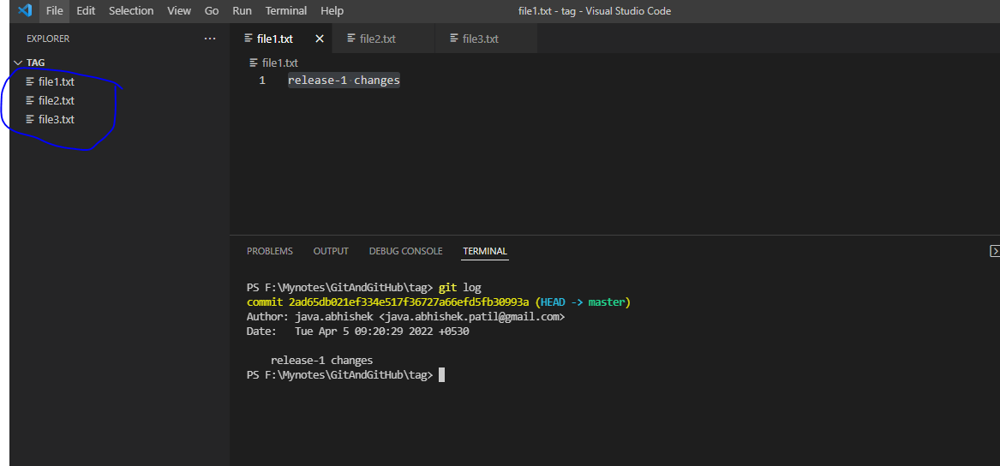 File Edit Selection View Go Run Terminal Help file1.txt - tag - Visual Studio Code
EXPLORER ···
TAG
file1.txt
file2.txt
file3.txt
file1.txt × file2.txt file3.txt
file1.txt
1 release-1·changes
PROBLEMS OUTPUT DEBUG CONSOLE TERMINAL
PS F:\Mynotes\GitAndGitHub\tag> git log
commit 2ad65db021ef334e517f36727a66efd5fb30993a (HEAD -> master)
Author: java.abhishek <java.abhishek.patil@gmail.com>
Date:   Tue Apr 5 09:20:29 2022 +0530
    release-1 changes
PS F:\Mynotes\GitAndGitHub\tag>